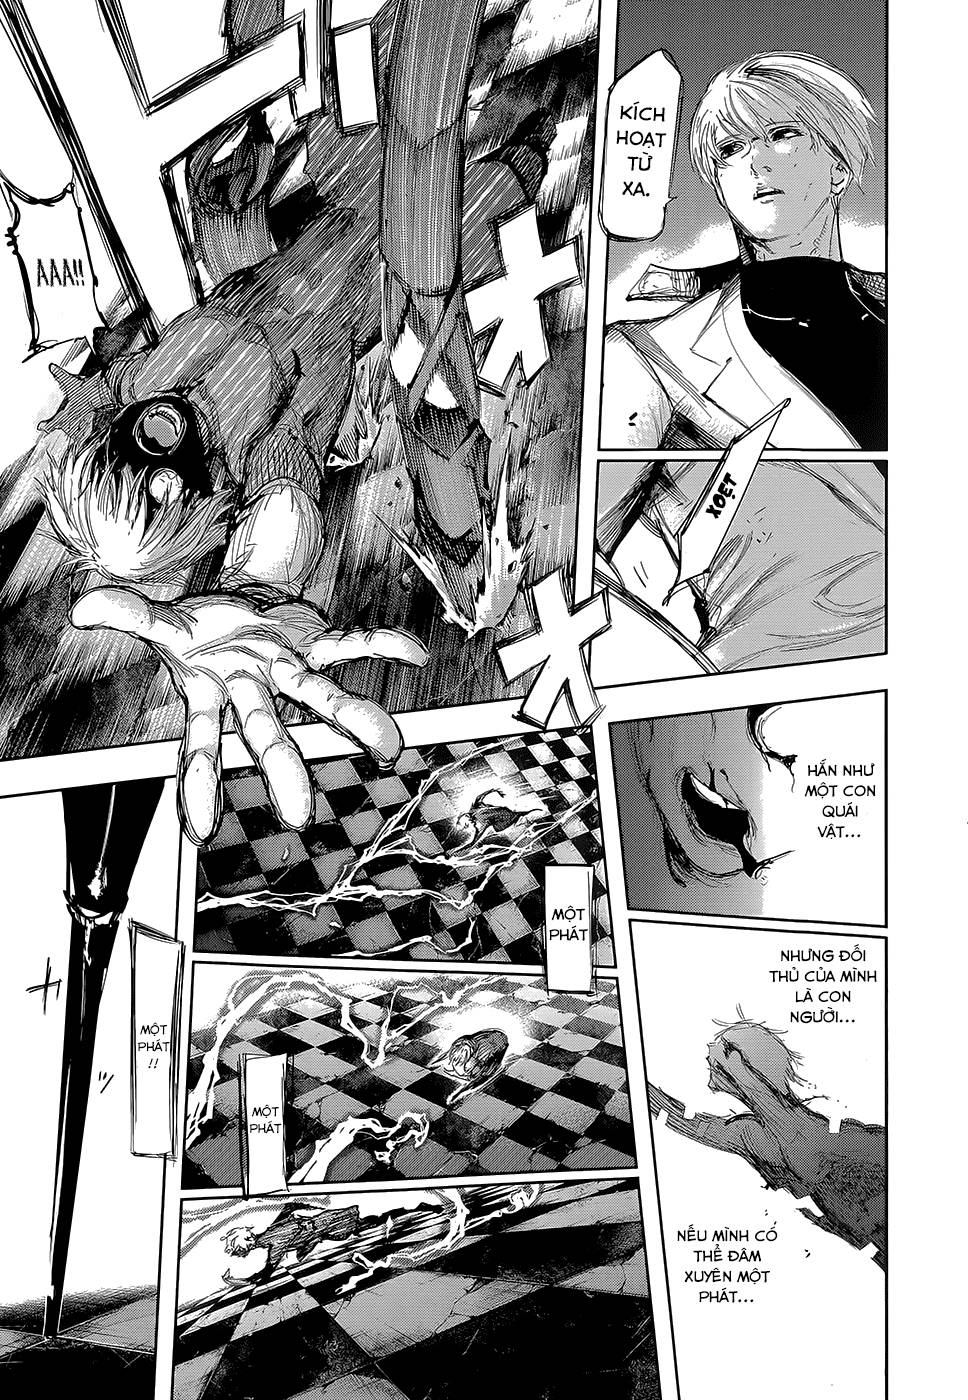 KÍCH
HOẠT
TỪ
XA.
AAA!!
XOẸT
HẮN NHƯ
MỘT CON
QUÁI
VẬT...
NHƯNG ĐỐI
THỦ CỦA MÌNH
LÀ CON
NGƯỜI...
NẾU MÌNH CÓ
THỂ ĐÂM
XUYÊN MỘT
PHÁT...
MỘT
PHÁT
MỘT
PHÁT
MỘT
PHÁT
!!